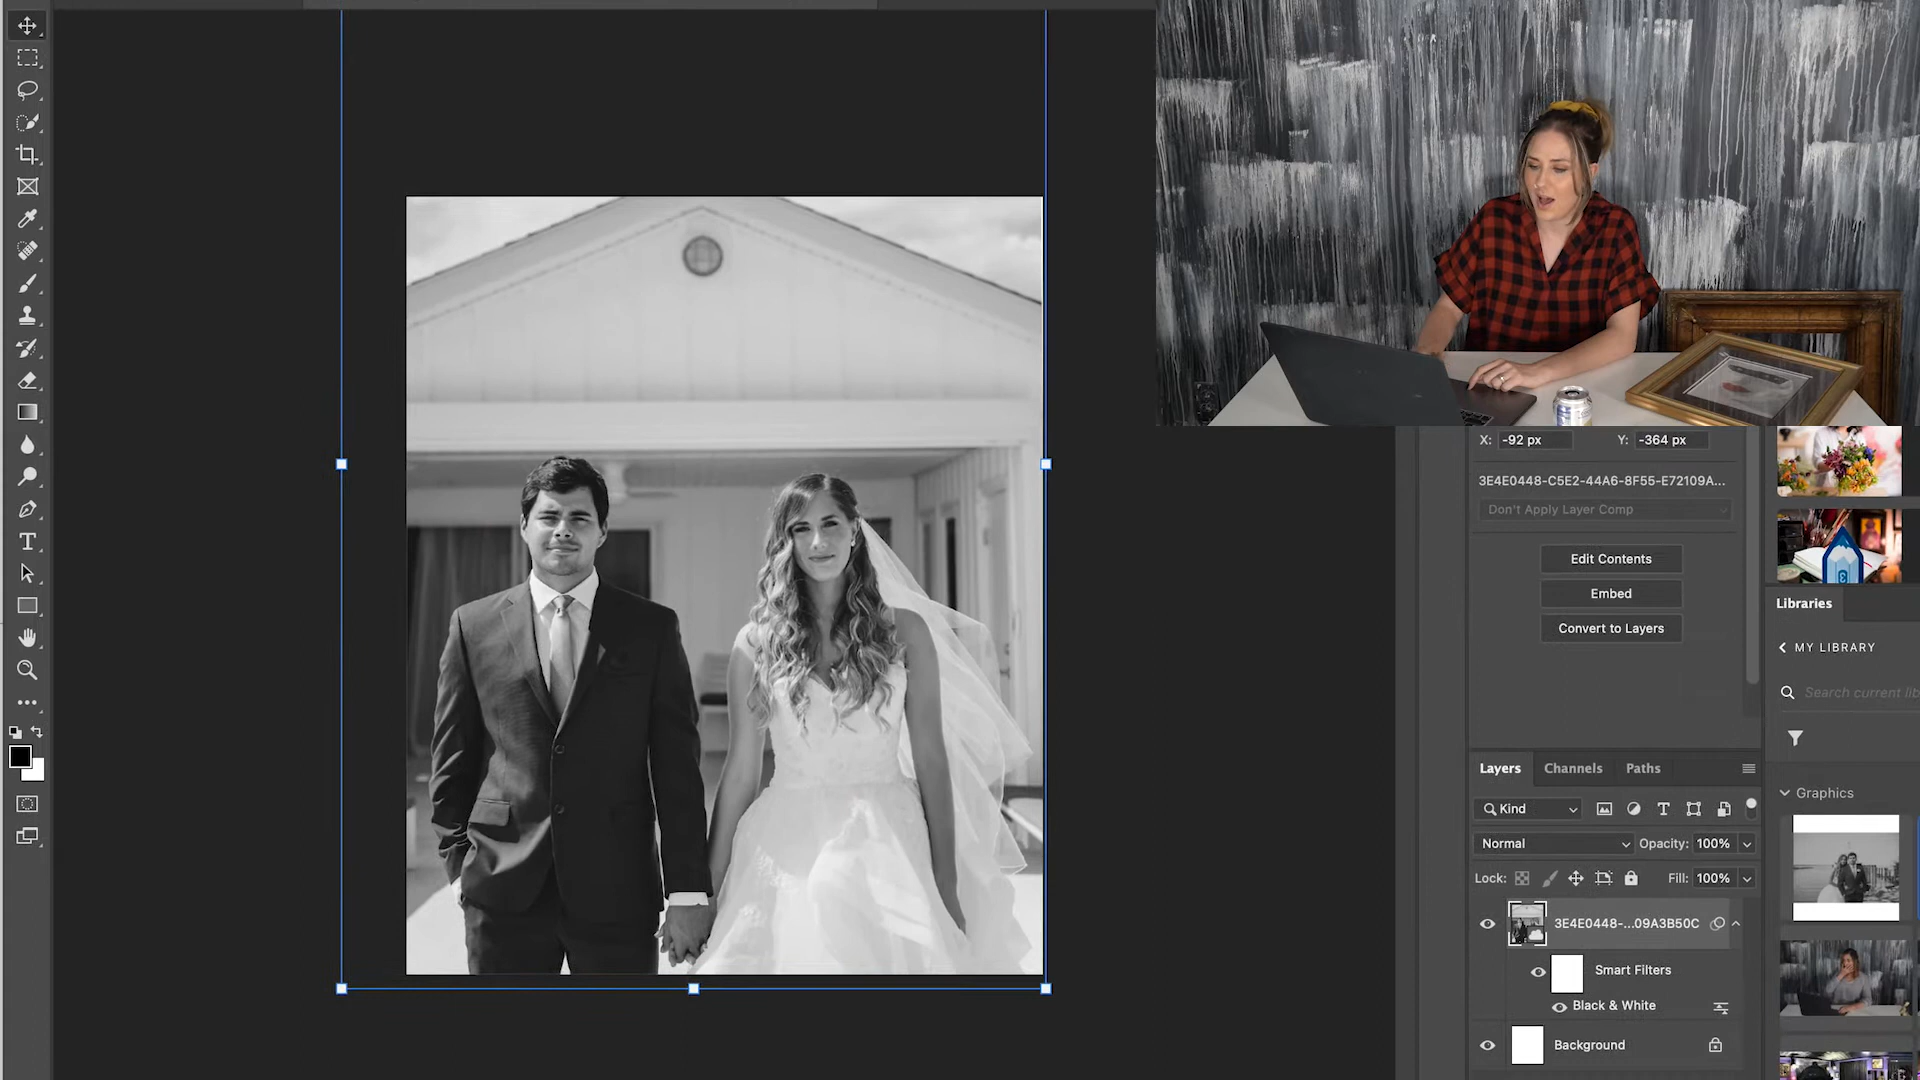 X: -92 px Y: -364 px
3E4E0448-C5E2-44A6-8F55-E72109A...
Don't Apply Layer Comp
Edit Contents
Embed
Convert to Layers
Libraries
MY LIBRARY
Search current lib
Layers Channels Paths
Kind
Graphics
Normal Opacity: 100%
Lock: Fill: 100%
3E4E0448-...09A3B50C
Smart Filters
Black & White
Background